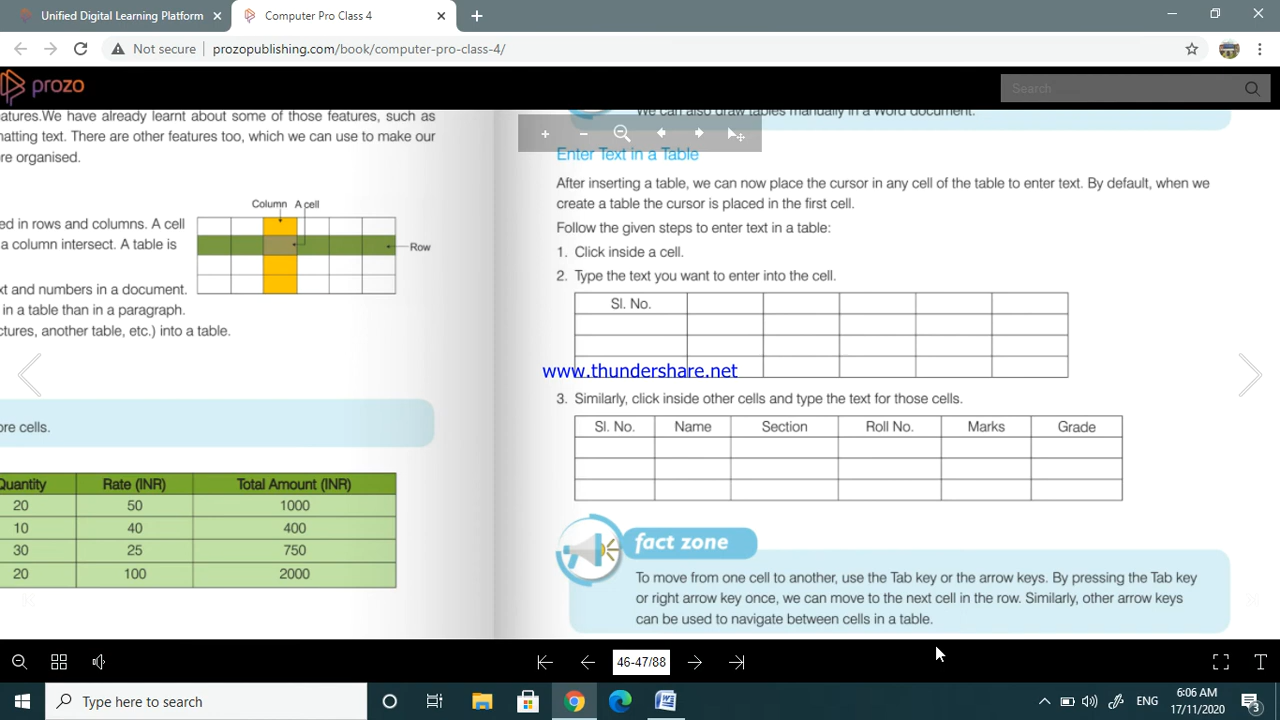 Unified Digital Learning Platform
Computer Pro Class 4
Not secure
prozopublishing.com/book/computer-pro-class-4/
prozo
Search
eatures.We have already learnt about some of those features, such as
matting text. There are other features too, which we can use to make our
re organised.
Column A cell
Row
ed in rows and columns. A cell
a column intersect. A table is
xt and numbers in a document.
in a table than in a paragraph.
ctures, another table, etc.) into a table.
ore cells.
Quantity Rate (INR) Total Amount (INR)
20 50 1000
10 40 400
30 25 750
20 100 2000
We can also draw tables manually in a Word document.
Enter Text in a Table
After inserting a table, we can now place the cursor in any cell of the table to enter text. By default, when we
create a table the cursor is placed in the first cell.
Follow the given steps to enter text in a table:
1. Click inside a cell.
2. Type the text you want to enter into the cell.
Sl. No.
www.thundershare.net
3. Similarly, click inside other cells and type the text for those cells.
Sl. No. Name Section Roll No. Marks Grade
fact zone
To move from one cell to another, use the Tab key or the arrow keys. By pressing the Tab key
or right arrow key once, we can move to the next cell in the row. Similarly, other arrow keys
can be used to navigate between cells in a table.
46-47/88
T
Type here to search
ENG
6:06 AM
17/11/2020
3